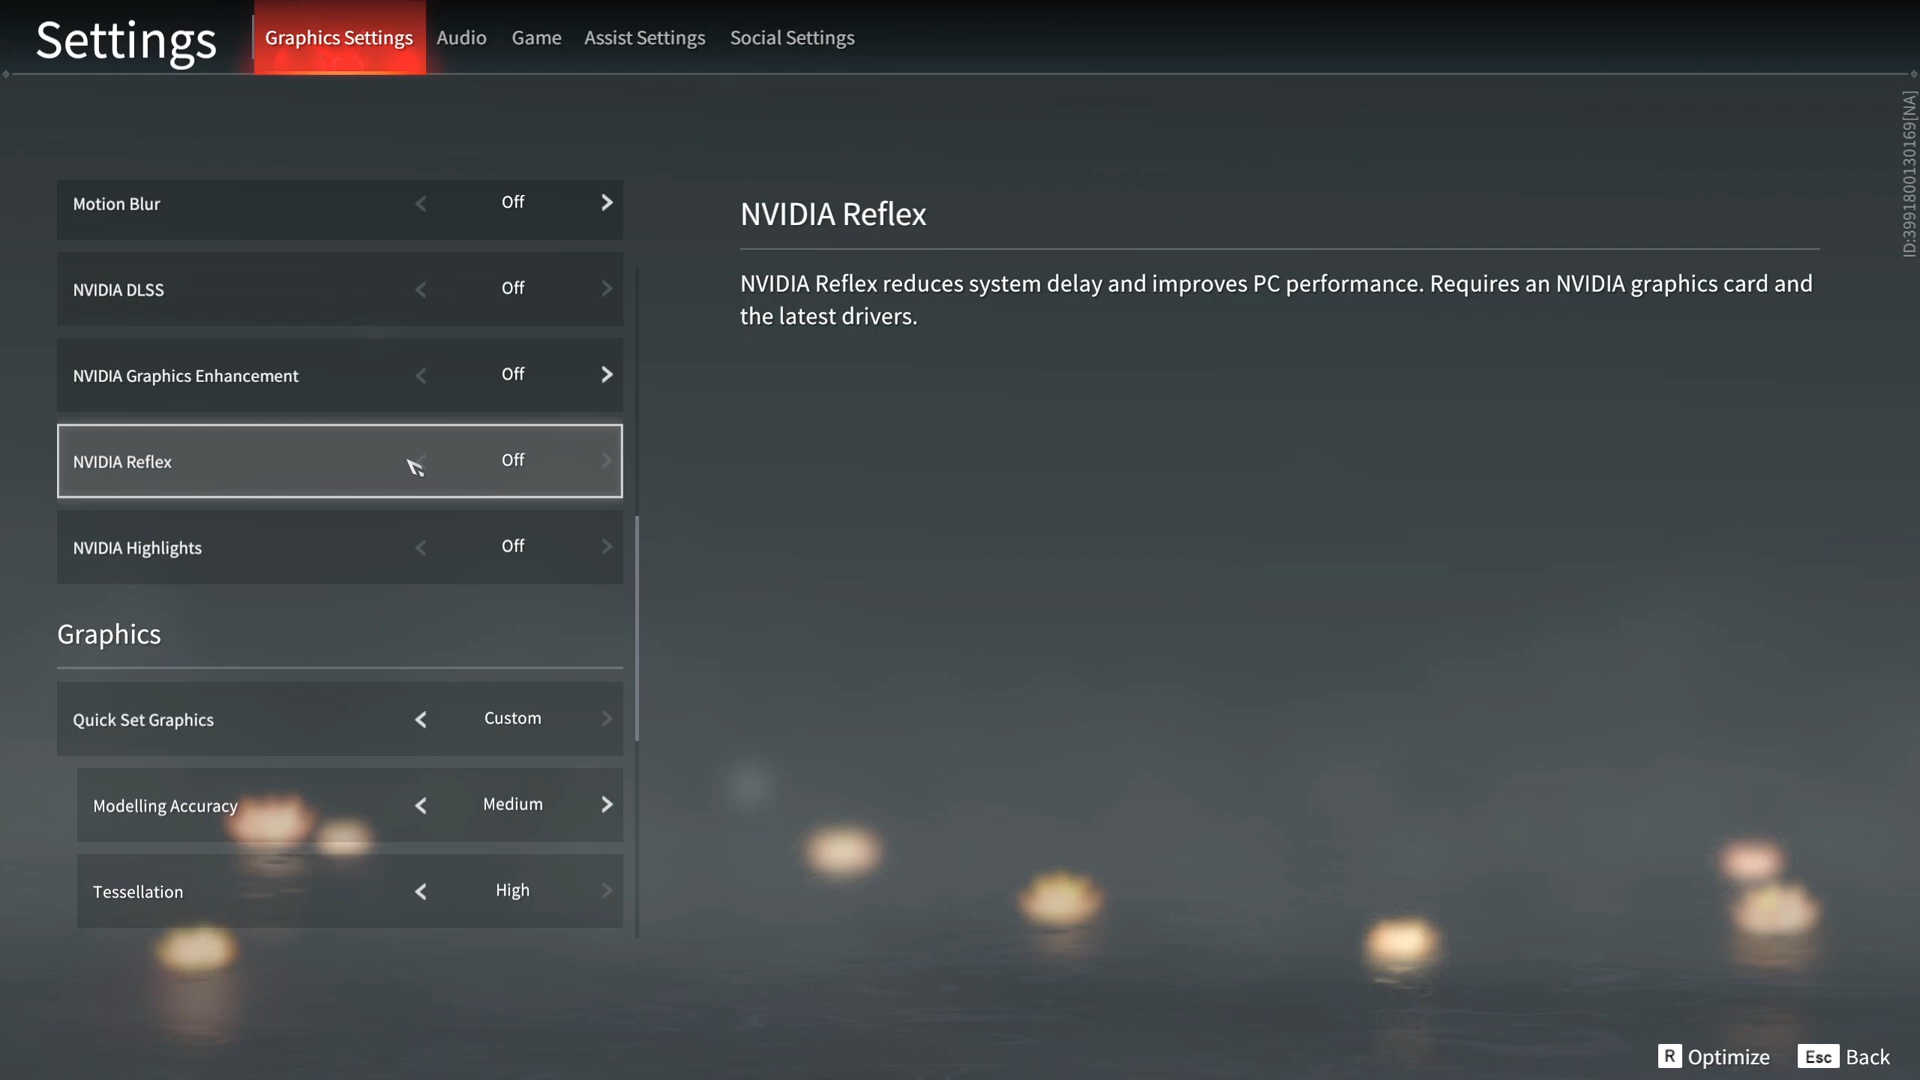 Settings
Graphics Settings
Audio
Game
Assist Settings
Social Settings
ID:3991800130169[NA]
Motion Blur
Off
NVIDIA DLSS
Off
NVIDIA Graphics Enhancement
Off
NVIDIA Reflex
Off
NVIDIA Highlights
Off
Graphics
Quick Set Graphics
Custom
Modelling Accuracy
Medium
Tessellation
High
NVIDIA Reflex
NVIDIA Reflex reduces system delay and improves PC performance. Requires an NVIDIA graphics card and
the latest drivers.
R Optimize
Esc Back